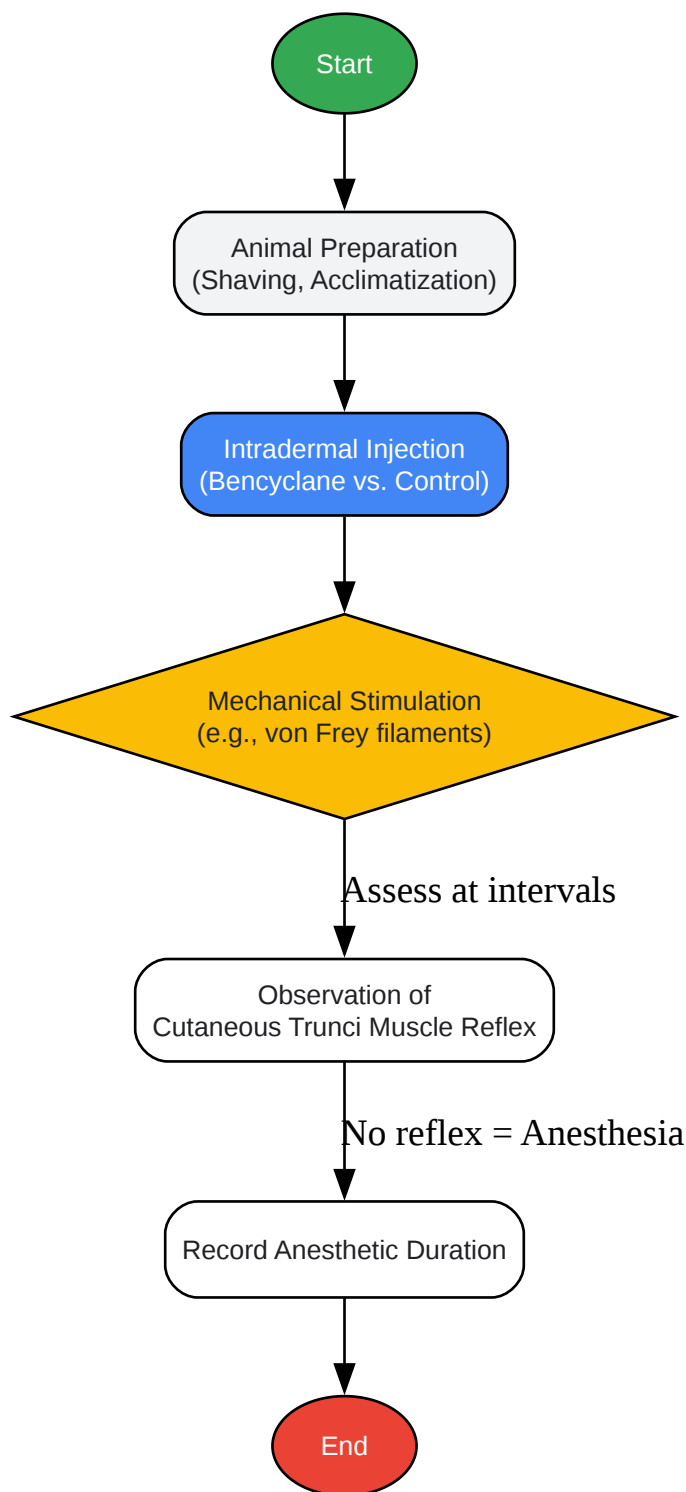 Start
Animal Preparation
(Shaving, Acclimatization)
Intradermal Injection
(Bencyclane vs. Control)
Mechanical Stimulation
(e.g., von Frey filaments)
Assess at intervals
Observation of
Cutaneous Trunci Muscle Reflex
No reflex = Anesthesia
Record Anesthetic Duration
End